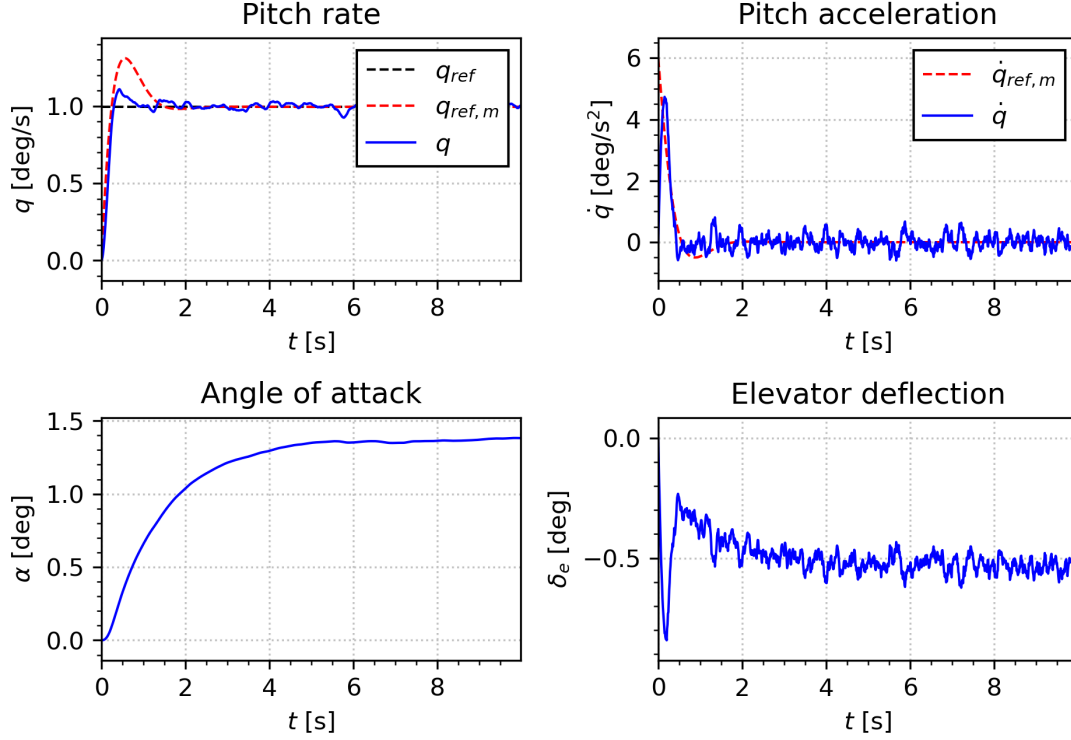 Pitch rate
q [deg/s]
1.0
0.5
0.0
q_ref
q_ref,m
q
0 2 4 6 8
t [s]
Pitch acceleration
q̇ [deg/s²]
6
4
2
0
q̇_ref,m
q̇
0 2 4 6 8
t [s]
Angle of attack
α [deg]
1.5
1.0
0.5
0.0
0 2 4 6 8
t [s]
Elevator deflection
δ_e [deg]
0.0
−0.5
0 2 4 6 8
t [s]